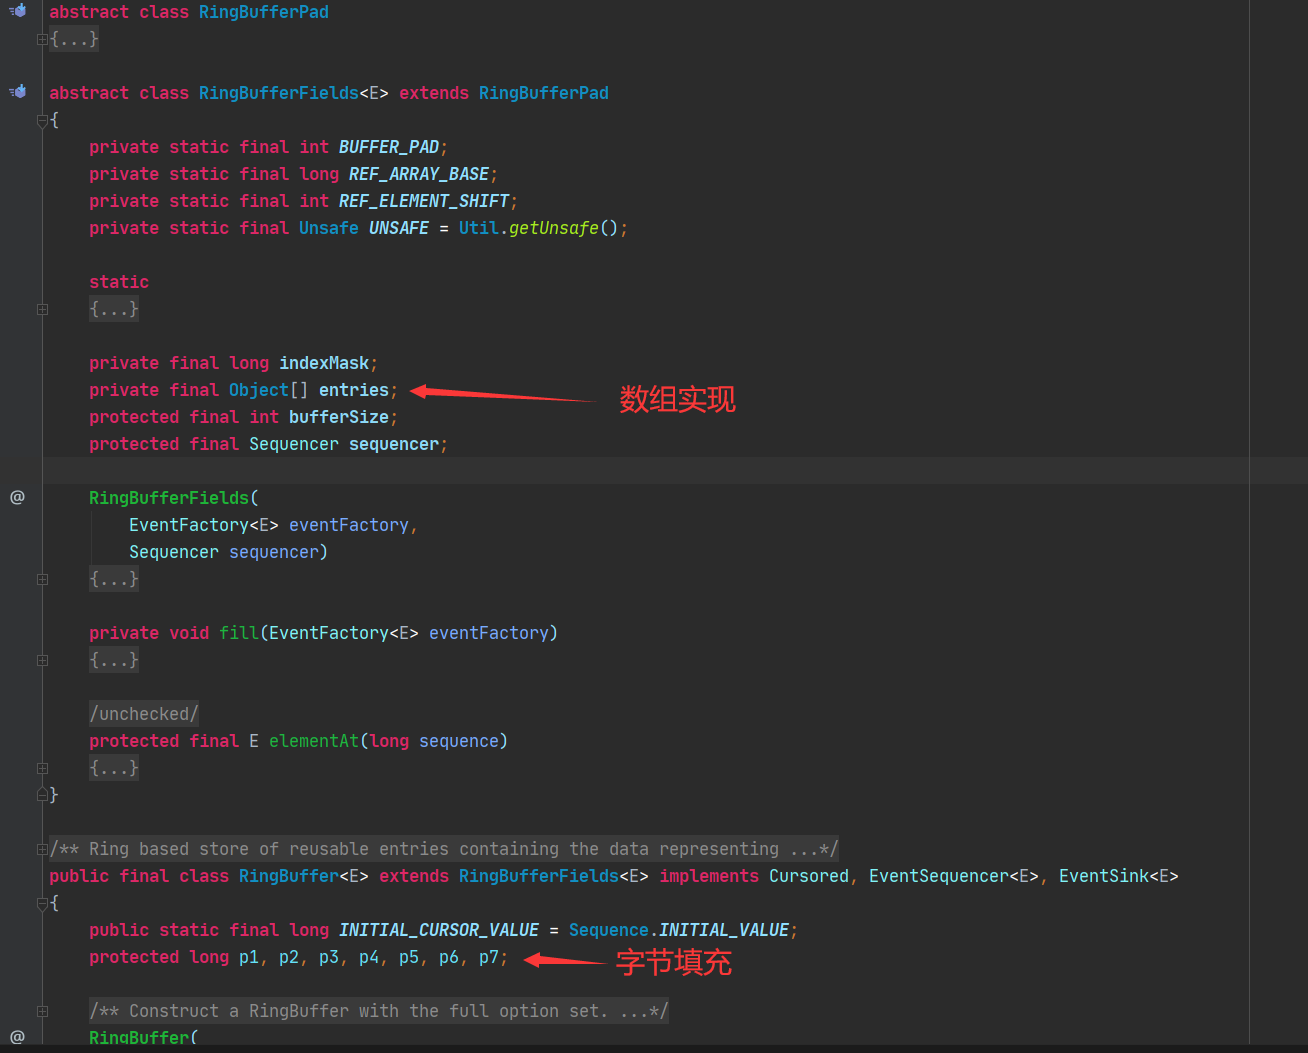 abstract class RingBufferPad
{...}
abstract class RingBufferFields<E> extends RingBufferPad
{
private static final int BUFFER_PAD;
private static final long REF_ARRAY_BASE;
private static final int REF_ELEMENT_SHIFT;
private static final Unsafe UNSAFE = Util.getUnsafe();
static
{...}
private final long indexMask;
private final Object[] entries; 数组实现
protected final int bufferSize;
protected final Sequencer sequencer;
@ RingBufferFields(
EventFactory<E> eventFactory,
Sequencer sequencer)
{...}
private void fill(EventFactory<E> eventFactory)
{...}
/unchecked/
protected final E elementAt(long sequence)
{...}
}
/** Ring based store of reusable entries containing the data representing ...*/
public final class RingBuffer<E> extends RingBufferFields<E> implements Cursored, EventSequencer<E>, EventSink<E>
{
public static final long INITIAL_CURSOR_VALUE = Sequence.INITIAL_VALUE;
protected long p1, p2, p3, p4, p5, p6, p7; 字节填充
/** Construct a RingBuffer with the full option set. ...*/
@ RingBuffer(